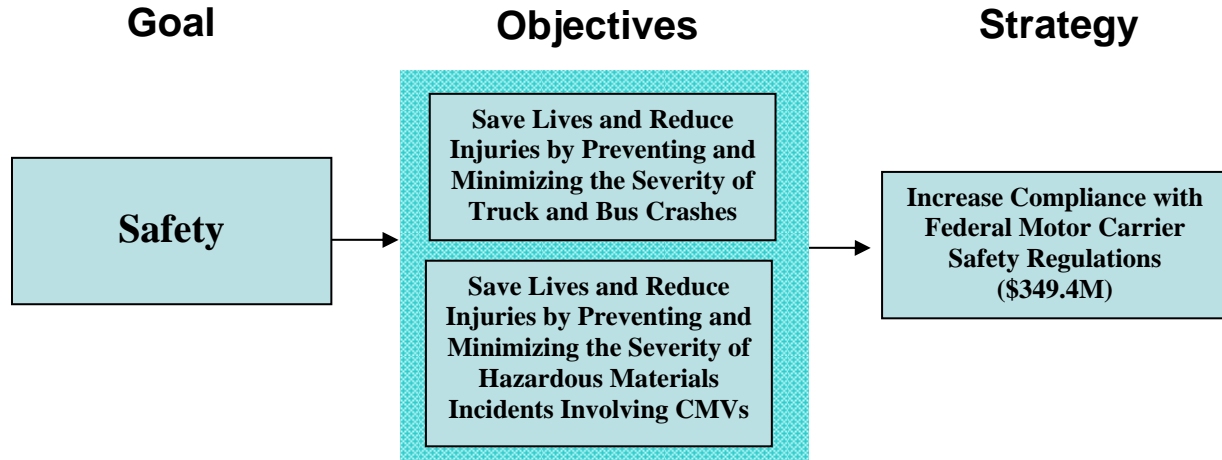 Goal
Objectives
Strategy
Safety
Save Lives and Reduce
Injuries by Preventing and
Minimizing the Severity of
Truck and Bus Crashes
Save Lives and Reduce
Injuries by Preventing and
Minimizing the Severity of
Hazardous Materials
Incidents Involving CMVs
Increase Compliance with
Federal Motor Carrier
Safety Regulations
($349.4M)